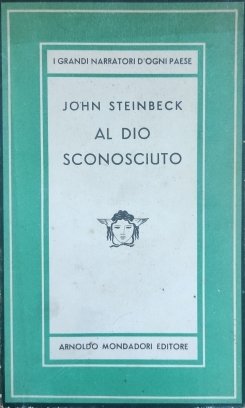 I GRANDI NARRATORI D'OGNI PAESE
JOHN STEINBECK
AL DIO
SCONOSCIUTO
ARNOLDO MONDADORI EDITORE